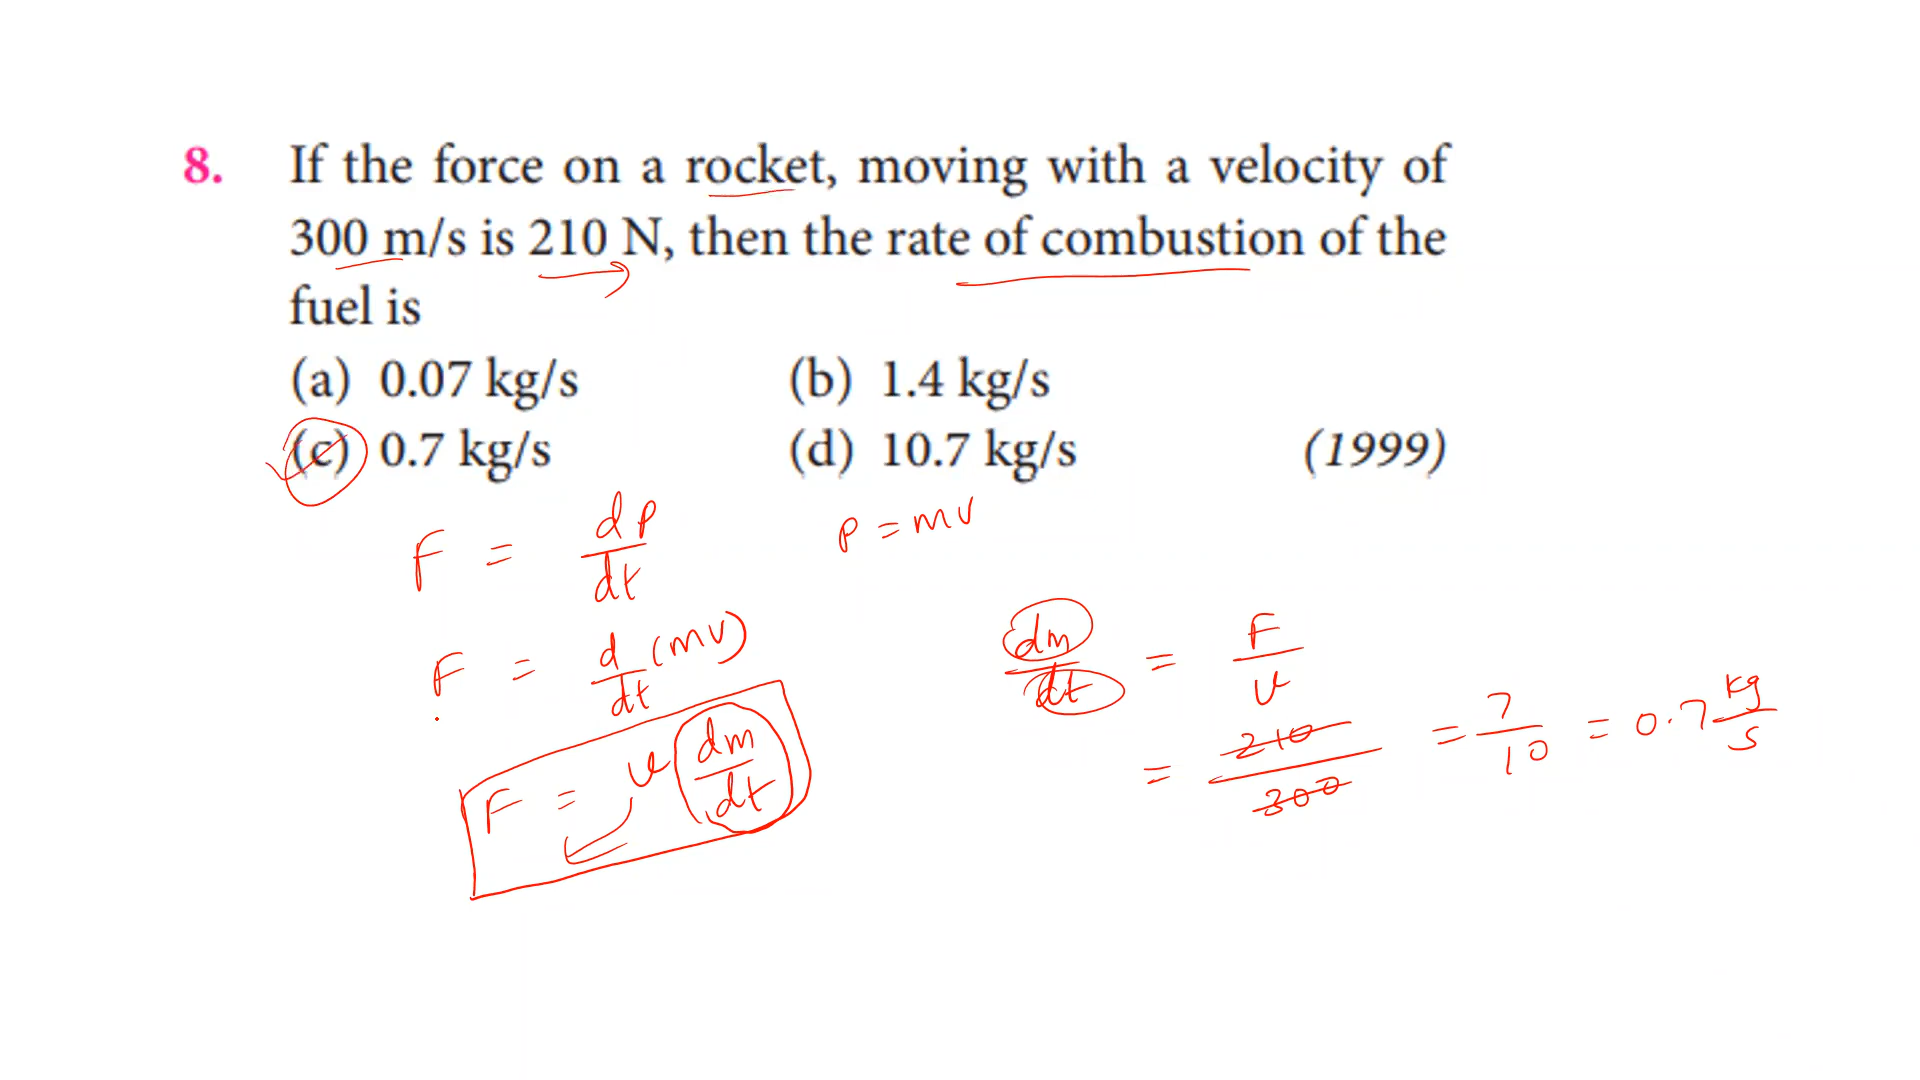 8. If the force on a rocket, moving with a velocity of
300 m/s is 210 N, then the rate of combustion of the
fuel is
(a) 0.07 kg/s (b) 1.4 kg/s
(c) 0.7 kg/s (d) 10.7 kg/s (1999)
F = dp/dt
P = mv
F = d/dt (mv)
F = v dm/dt
dm/dt = F/v
= 210/300 = 7/10 = 0.7 kg/s